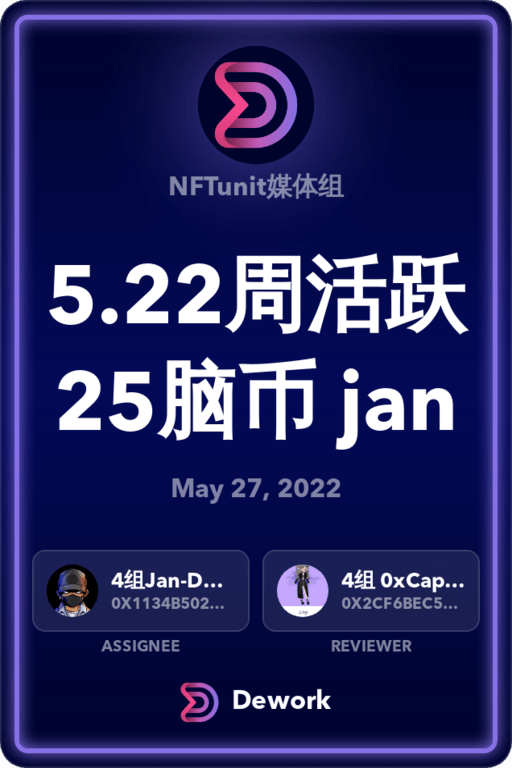 NFTunit媒体组
5.22周活跃
25脑币 jan
May 27, 2022
4组Jan-D...
0X1134B502...
4组 0xCap...
0X2CF6BEC5...
ASSIGNEE
REVIEWER
Dework